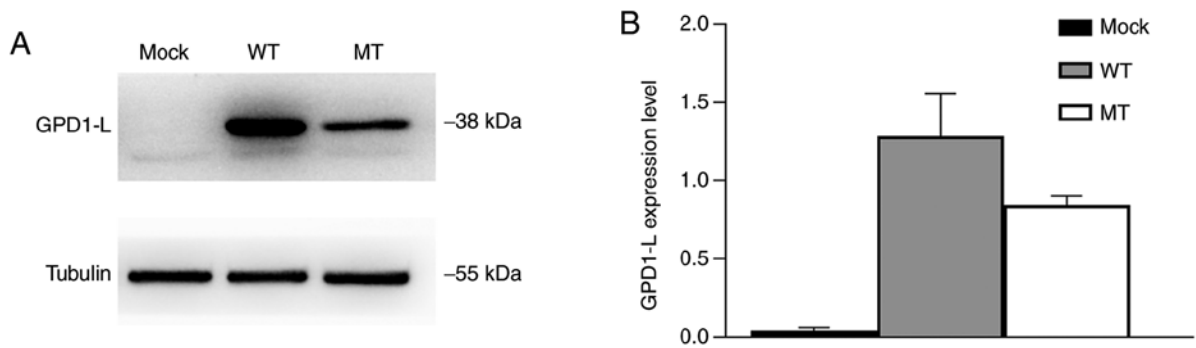 A
Mock WT MT
GPD1-L
–38 kDa
Tubulin
–55 kDa
B
GPD1-L expression level
2.0
1.5
1.0
0.5
0.0
Mock
WT
MT